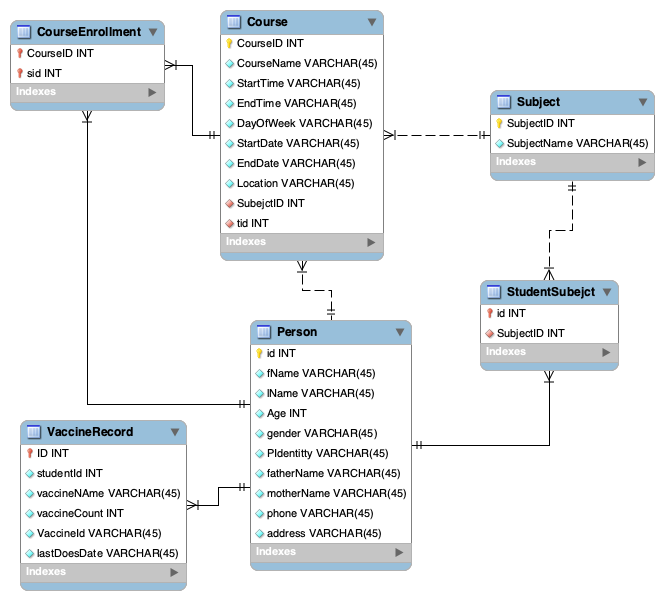 CourseEnrollment
CourseID INT
sid INT
Indexes
Course
CourseID INT
CourseName VARCHAR(45)
StartTime VARCHAR(45)
EndTime VARCHAR(45)
DayOfWeek VARCHAR(45)
StartDate VARCHAR(45)
EndDate VARCHAR(45)
Location VARCHAR(45)
SubejctID INT
tid INT
Indexes
Subject
SubjectID INT
SubjectName VARCHAR(45)
Indexes
StudentSubejct
id INT
SubjectID INT
Indexes
Person
id INT
fName VARCHAR(45)
lName VARCHAR(45)
Age INT
gender VARCHAR(45)
PIdentitty VARCHAR(45)
fatherName VARCHAR(45)
motherName VARCHAR(45)
phone VARCHAR(45)
address VARCHAR(45)
Indexes
VaccineRecord
ID INT
studentId INT
vaccineNAme VARCHAR(45)
vaccineCount INT
VaccineId VARCHAR(45)
lastDoesDate VARCHAR(45)
Indexes